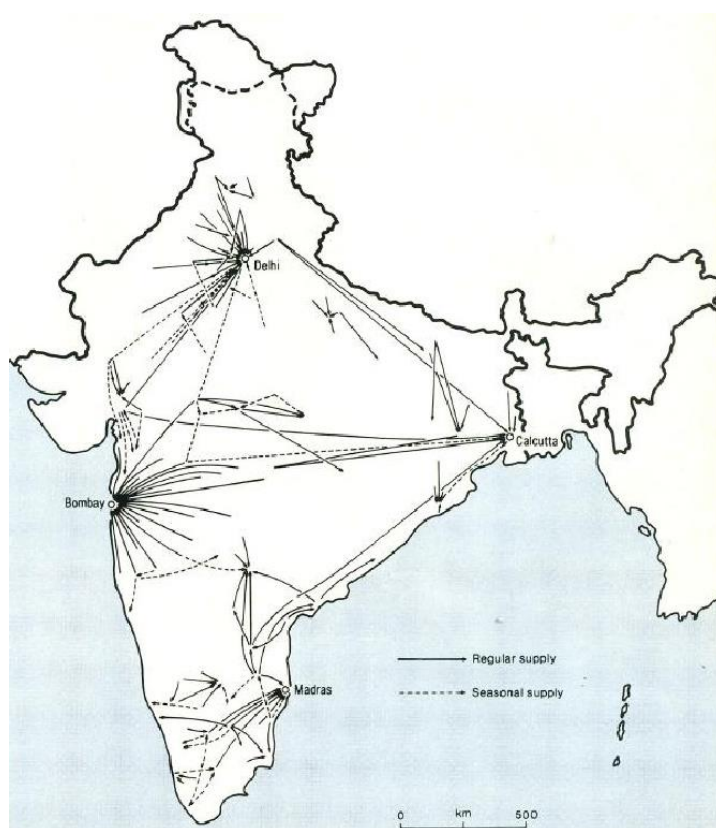 Delhi
Calcutta
Bombay
Regular supply
Madras
Seasonal supply
0 km 500